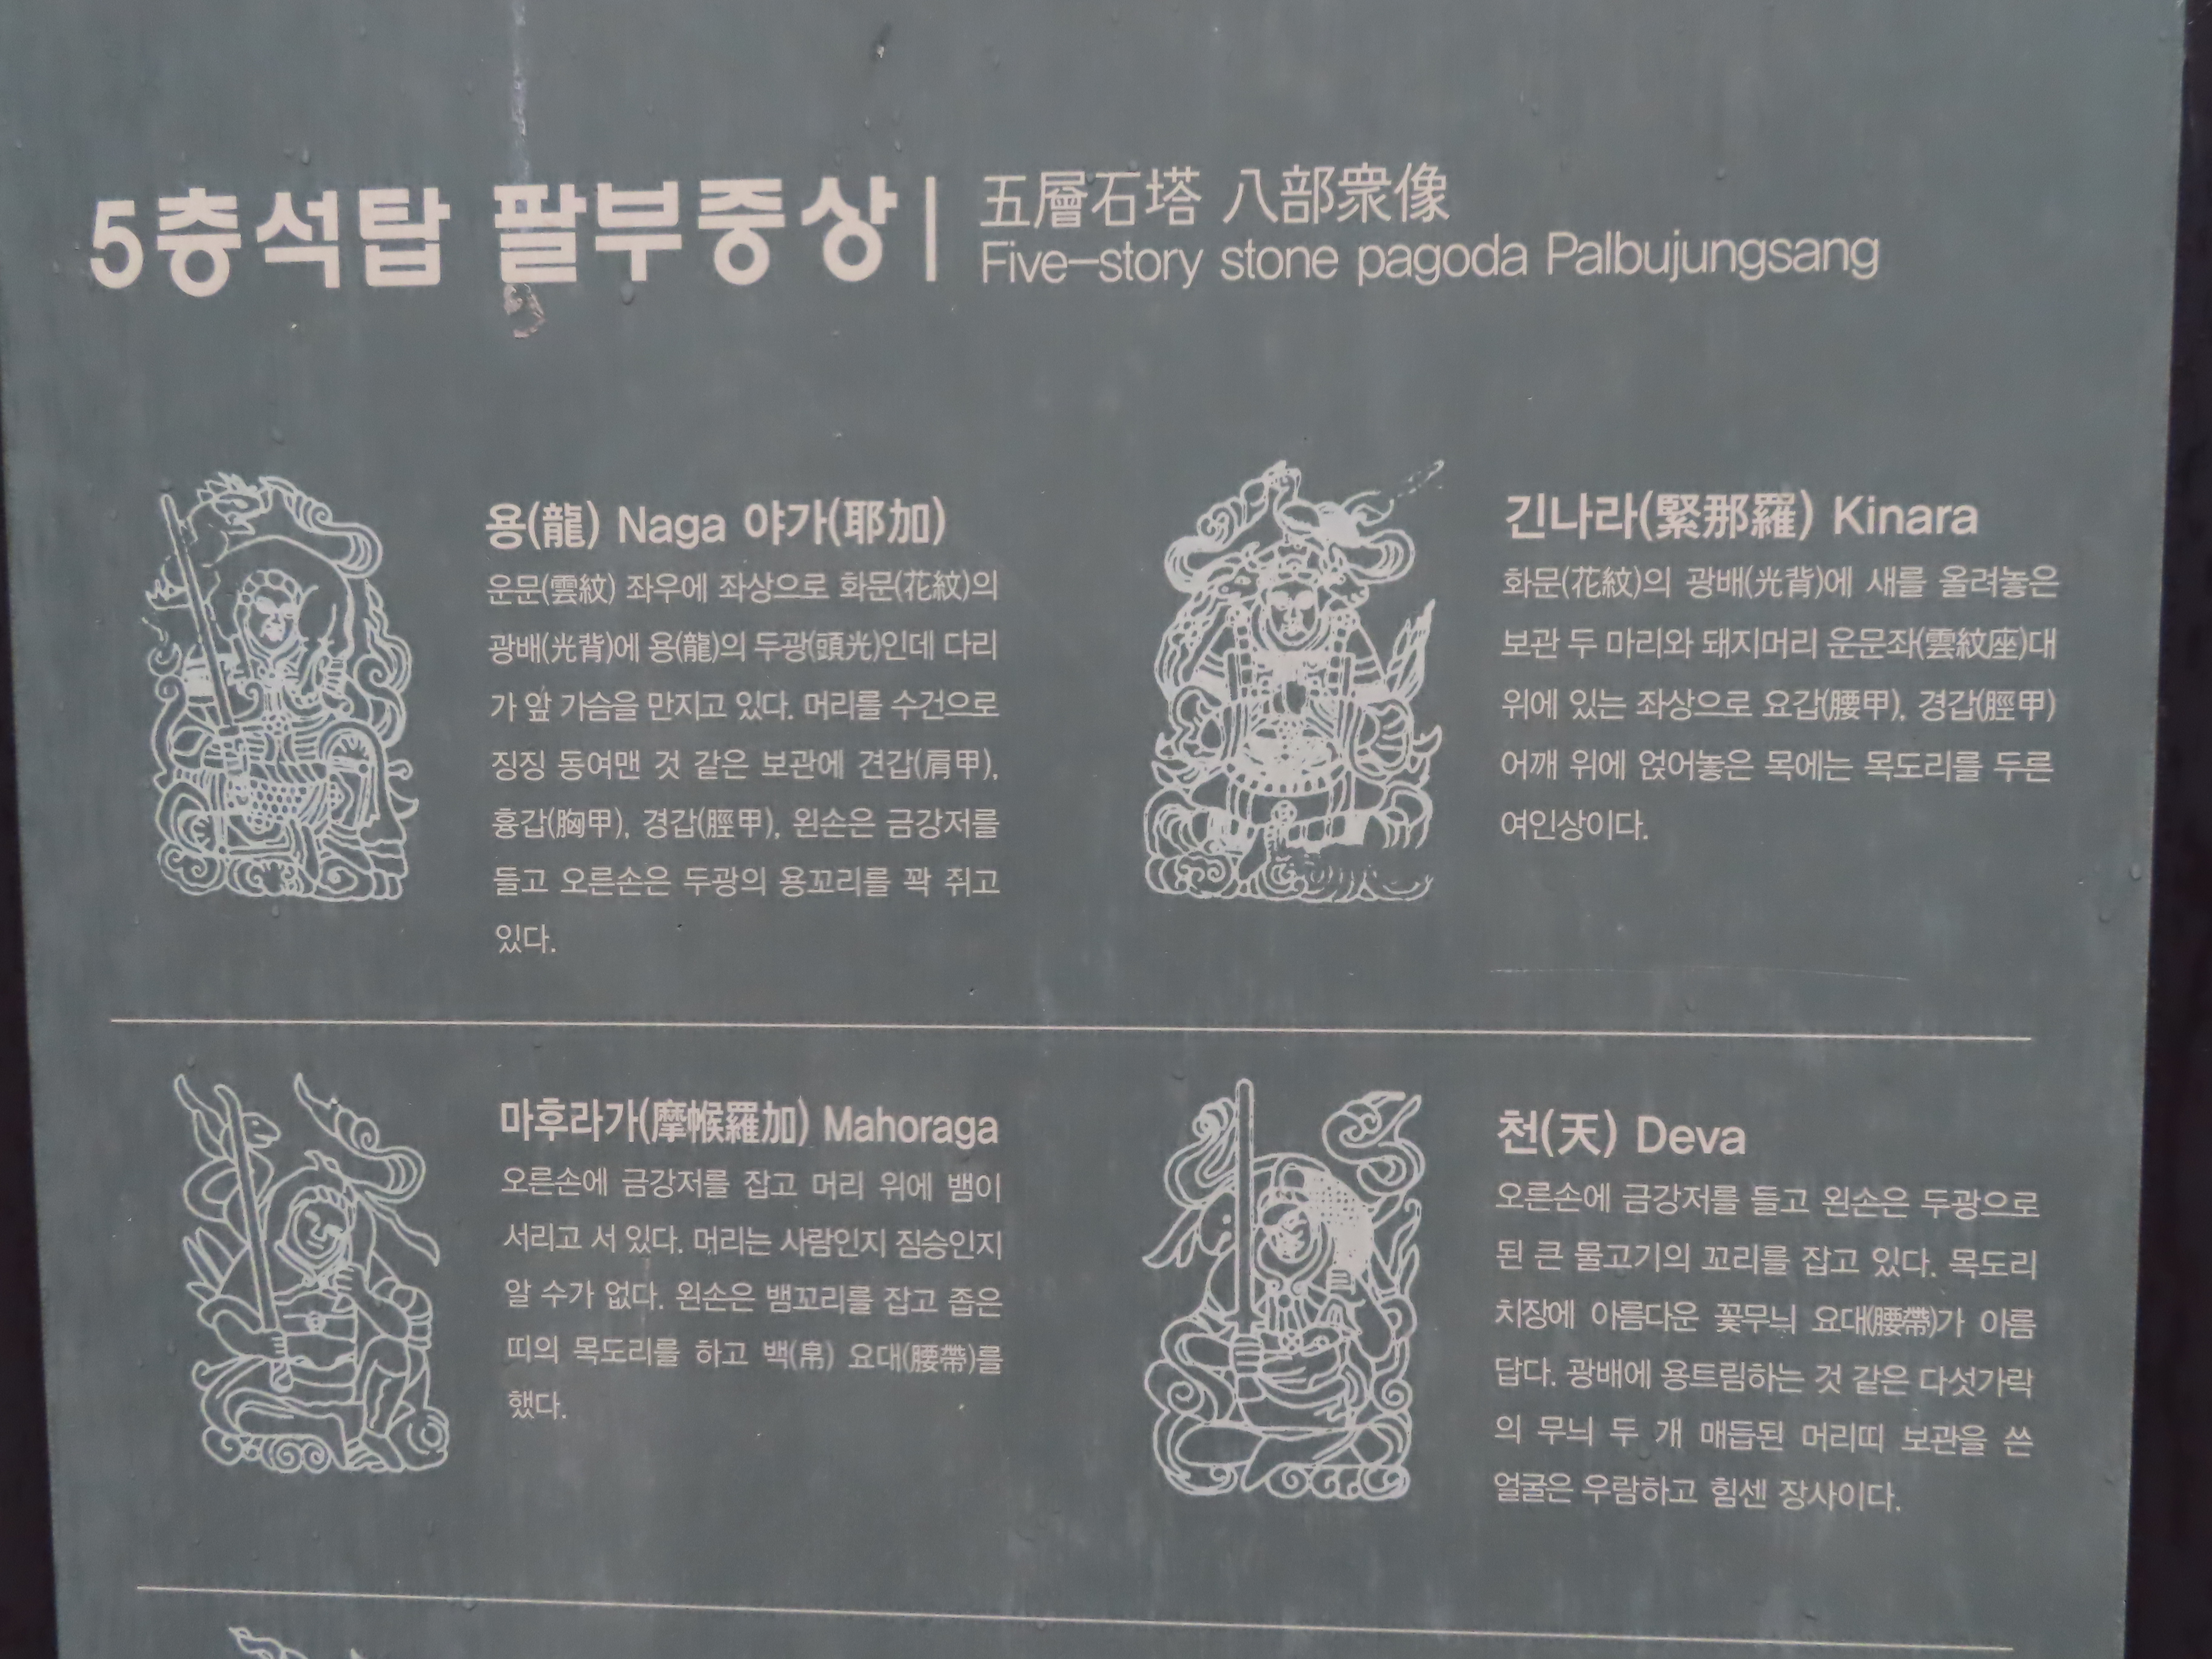 5층석탑 팔부중상
五層石塔 八部衆像
Five-story stone pagoda Palbujungsang
용(龍) Naga 야가(耶加)
운문(雲紋) 좌우에 좌상으로 화문(花紋)의
광배(光背)에 용(龍)의 두광(頭光)인데 다리
가 앞 가슴을 만지고 있다. 머리를 수건으로
징징 동여맨 것 같은 보관에 견갑(肩甲),
흉갑(胸甲), 경갑(脛甲), 왼손은 금강저를
들고 오른손은 두광의 용꼬리를 꽉 쥐고
있다.
긴나라(緊那羅) Kinara
화문(花紋)의 광배(光背)에 새를 올려놓은
보관 두 마리와 돼지머리 운문좌(雲紋座)대
위에 있는 좌상으로 요갑(腰甲), 경갑(脛甲)
어깨 위에 얹어놓은 목에는 목도리를 두른
여인상이다.
마후라가(摩帿羅加) Mahoraga
오른손에 금강저를 잡고 머리 위에 뱀이
서리고 서 있다. 머리는 사람인지 짐승인지
알 수가 없다. 왼손은 뱀꼬리를 잡고 좁은
띠의 목도리를 하고 백(帛) 요대(腰帶)를
했다.
천(天) Deva
오른손에 금강저를 들고 왼손은 두광으로
된 큰 물고기의 꼬리를 잡고 있다. 목도리
치장에 아름다운 꽃무늬 요대(腰帶)가 아름
답다. 광배에 용트림하는 것 같은 다섯가락
의 무늬 두 개 매듭된 머리띠 보관을 쓴
얼굴은 우람하고 힘센 장사이다.